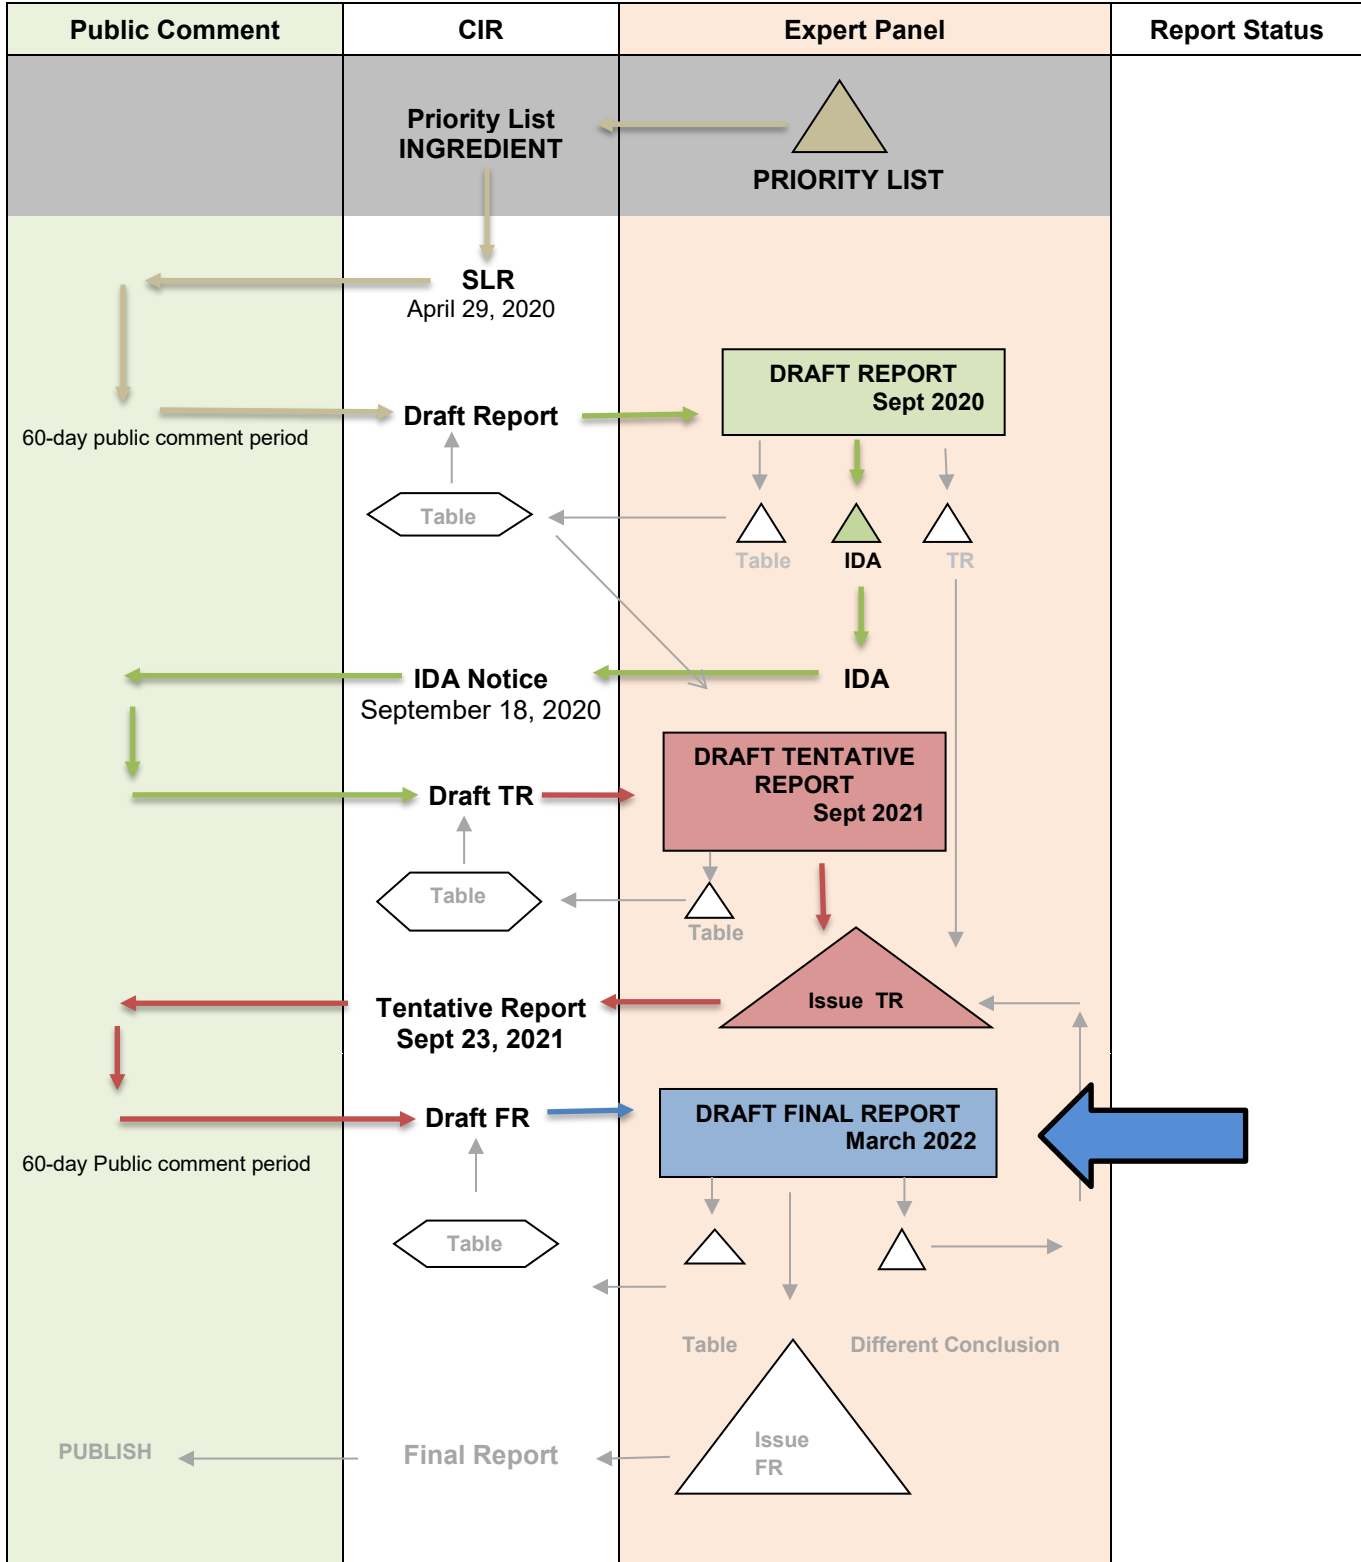 Public Comment
CIR
Expert Panel
Report Status
Priority List
INGREDIENT
PRIORITY LIST
SLR
April 29, 2020
60-day public comment period
Draft Report
DRAFT REPORT
Sept 2020
Table
Table
IDA
TR
IDA Notice
September 18, 2020
IDA
Draft TR
DRAFT TENTATIVE
REPORT
Sept 2021
Table
Table
Tentative Report
Sept 23, 2021
Issue TR
60-day Public comment period
Draft FR
DRAFT FINAL REPORT
March 2022
Table
Table
Different Conclusion
PUBLISH
Final Report
Issue
FR